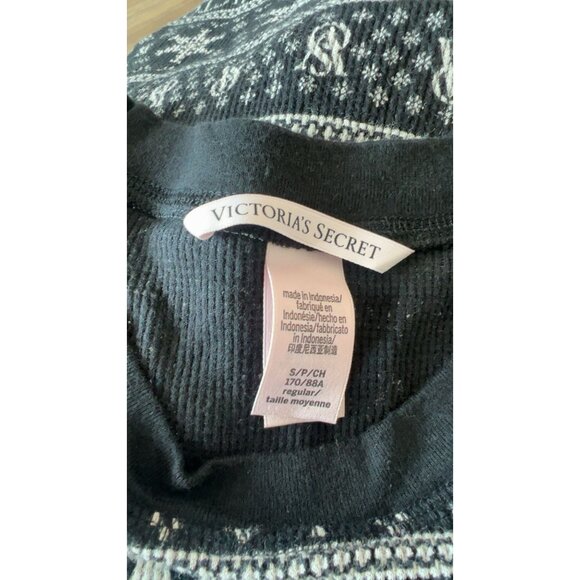 VICTORIA'S SECRET
made in Indonesia/
fabriqué en
Indonésie/hecho en
Indonesia/fabbricato
in Indonesia/
印度尼西亚制造
S/P/CH
170/88A
regular/
taille moyenne